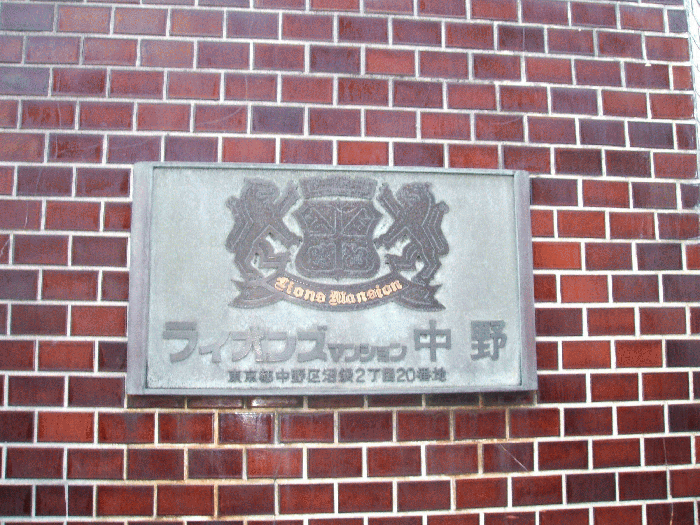 Lions Mansion
ライオンズマンション 中野
東京都中野区沼袋2丁目20番地